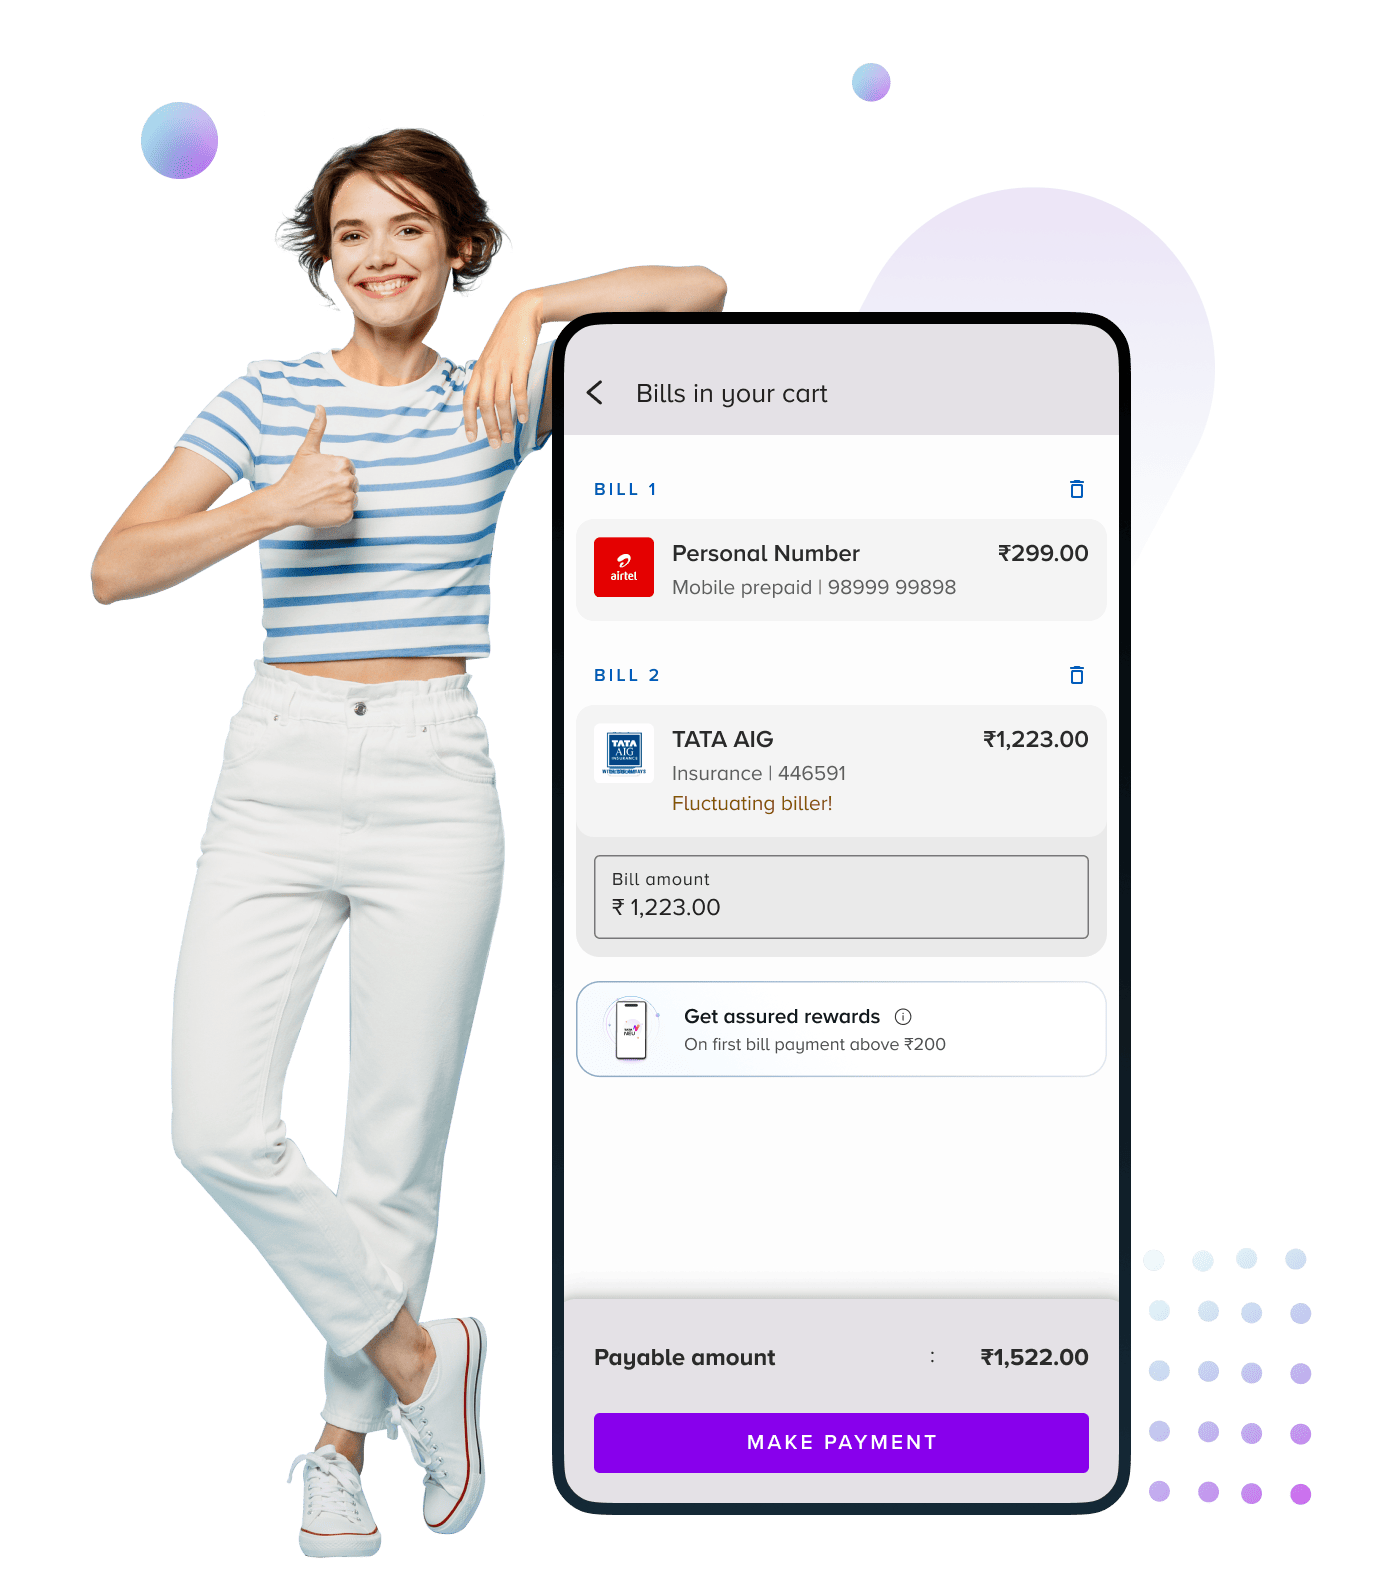 Bills in your cart
BILL 1
airtel
Personal Number
₹299.00
Mobile prepaid | 98999 99898
BILL 2
TATA
AIG
INSURANCE
TATA AIG
₹1,223.00
Insurance | 446591
Fluctuating biller!
Bill amount
₹ 1,223.00
NEU
Get assured rewards
On first bill payment above ₹200
Payable amount : ₹1,522.00
MAKE PAYMENT